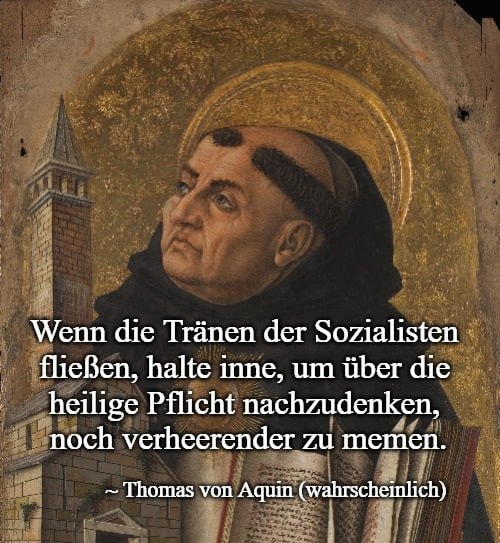 Wenn die Tränen der Sozialisten
fließen, halte inne, um über die
heilige Pflicht nachzudenken,
noch verheerender zu memen.
~ Thomas von Aquin (wahrscheinlich)